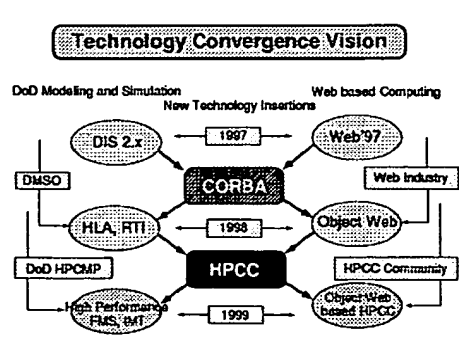 Technology Convergence Vision
DoD Modeling and Simulation
Web based Computing
New Technology Insertions
DIS 2.x
1997
Web'97
CORBA
DMSO
Web Industry
HLA, RTI
1998
Object Web
HPCC
DoD HPCMP
HPCC Community
High Performance
FMS, IMT
1999
Object Web
based HPCC